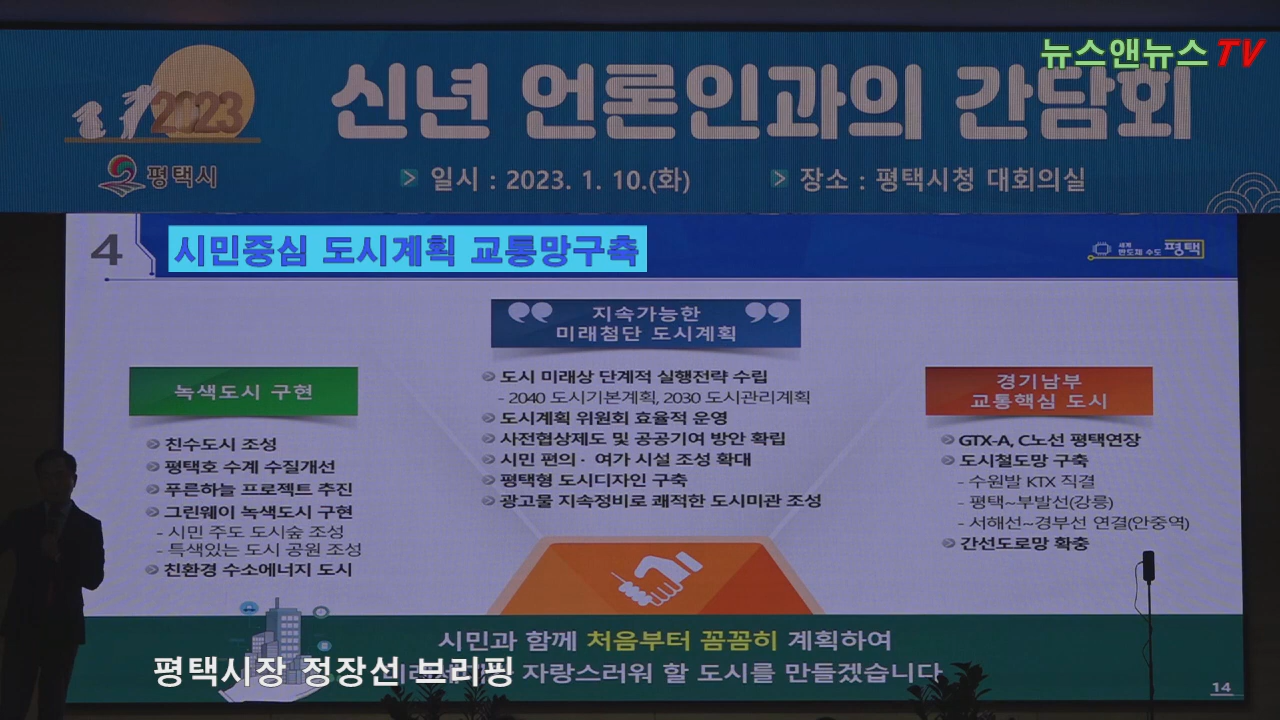 뉴스앤뉴스 TV
2023
신년 언론인과의 간담회
평택시
일시 : 2023. 1. 10.(화)
장소 : 평택시청 대회의실
4
시민중심 도시계획 교통망구축
세계
반도체 수도 평택
지속가능한
미래첨단 도시계획
도시 미래상 단계적 실행전략 수립
- 2040 도시기본계획, 2030 도시관리계획
도시계획 위원회 효율적 운영
사전협상제도 및 공공기여 방안 확립
시민 편의 · 여가 시설 조성 확대
평택형 도시디자인 구축
광고물 지속정비로 쾌적한 도시미관 조성
녹색도시 구현
친수도시 조성
평택호 수계 수질개선
푸른하늘 프로젝트 추진
그린웨이 녹색도시 구현
- 시민 주도 도시숲 조성
- 특색있는 도시 공원 조성
친환경 수소에너지 도시
경기남부
교통핵심 도시
GTX-A, C노선 평택연장
도시철도망 구축
- 수원발 KTX 직결
- 평택~부발선(강릉)
- 서해선~경부선 연결(안중역)
간선도로망 확충
시민과 함께 처음부터 꼼꼼히 계획하여
자랑스러워 할 도시를 만들겠습니다
평택시장 정장선 브리핑
14